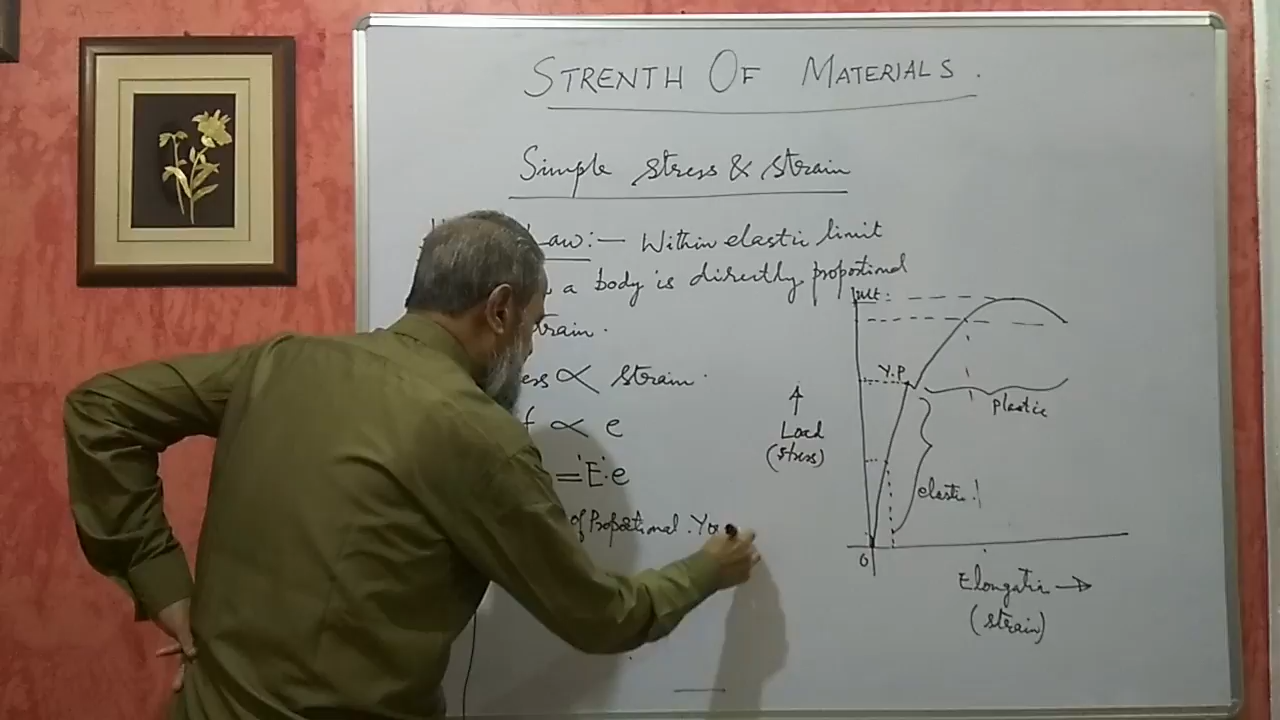 STRENTH OF MATERIALS.
Simple stress & strain
Law:— Within elastic limit
a body is directly proportional
train.
ess ∝ strain.
f ∝ e
= E.e
of Proportional. Yo
ult:
Y.P
plastic
Load
(stress)
elastic
0
Elongatin →
(strain)